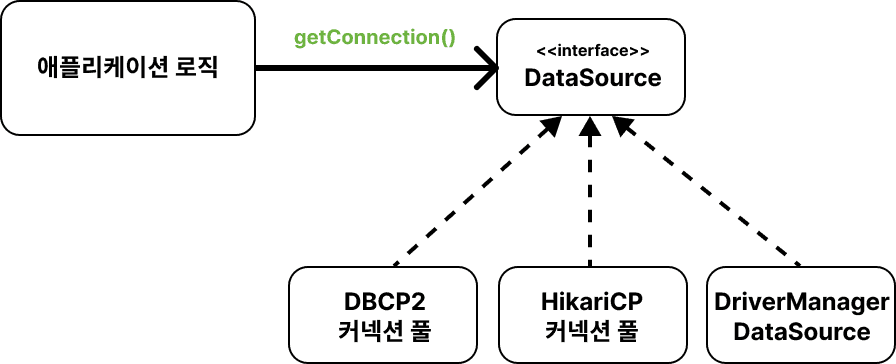 애플리케이션 로직
getConnection()
<<interface>>
DataSource
DBCP2
커넥션 풀
HikariCP
커넥션 풀
DriverManager
DataSource